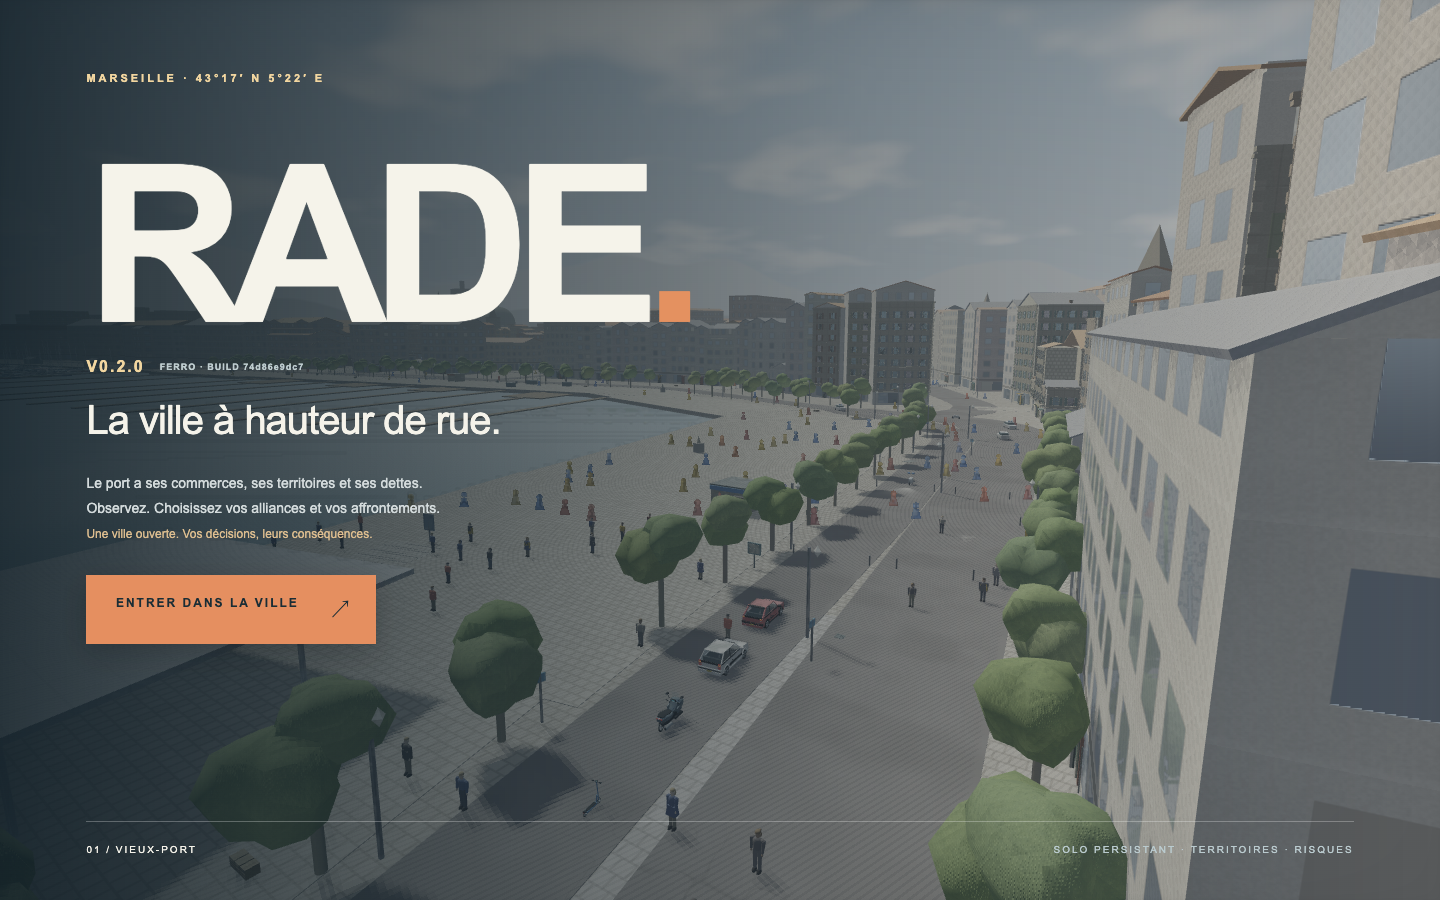 MARSEILLE · 43°17′ N 5°22′ E
RADE.
V0.2.0 FERRO · BUILD 74d86e9dc7
La ville à hauteur de rue.
Le port a ses commerces, ses territoires et ses dettes.
Observez. Choisissez vos alliances et vos affrontements.
Une ville ouverte. Vos décisions, leurs conséquences.
ENTRER DANS LA VILLE ↗
01 / VIEUX-PORT
SOLO PERSISTANT · TERRITOIRES · RISQUES